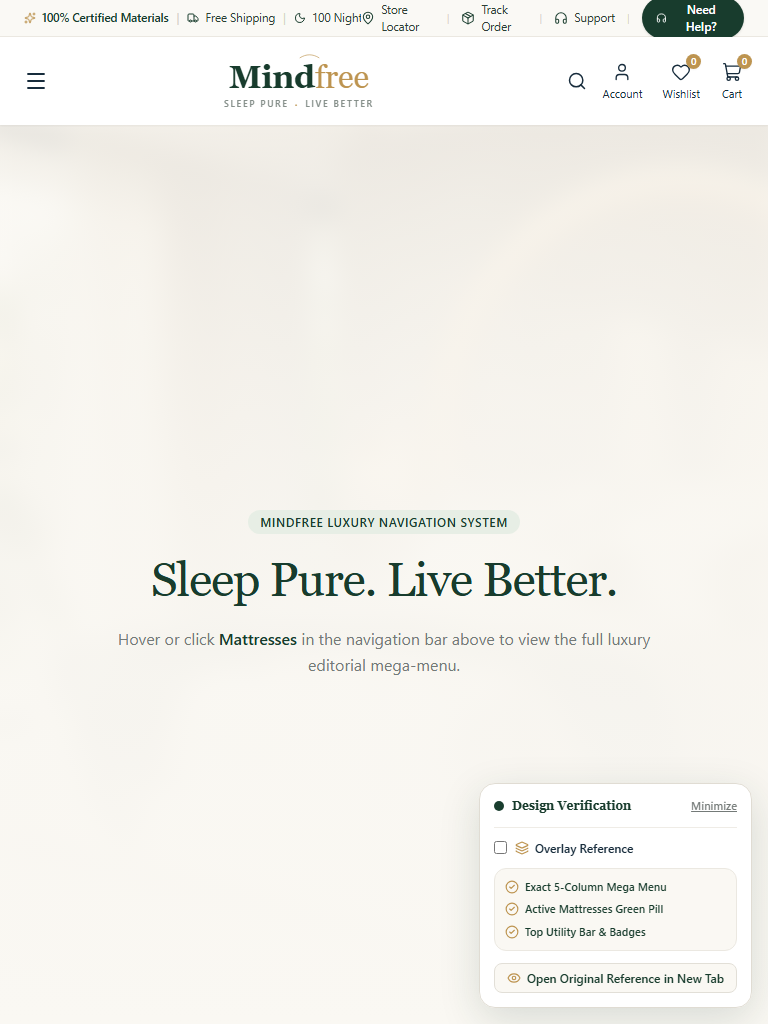 100% Certified Materials | Free Shipping | 100 Night
Store Locator | Track Order | Support | Need Help?
Mindfree
SLEEP PURE • LIVE BETTER
Account
Wishlist 0
Cart 0
MINDFREE LUXURY NAVIGATION SYSTEM
Sleep Pure. Live Better.
Hover or click Mattresses in the navigation bar above to view the full luxury
editorial mega-menu.
Design Verification
Minimize
Overlay Reference
Exact 5-Column Mega Menu
Active Mattresses Green Pill
Top Utility Bar & Badges
Open Original Reference in New Tab